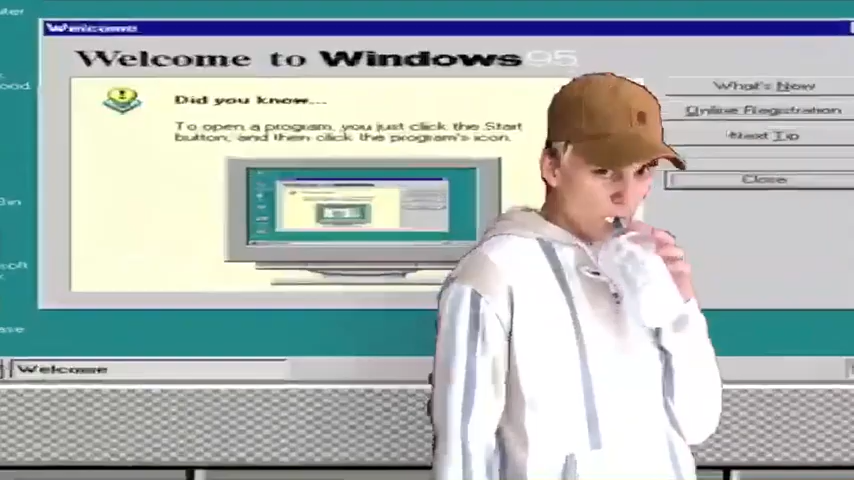 Welcome
Welcome to Windows 95
What's New
Did you know...
Online Registration
To open a program, you just click the Start
button, and then click the program's icon.
Next Tip
Close
Welcome